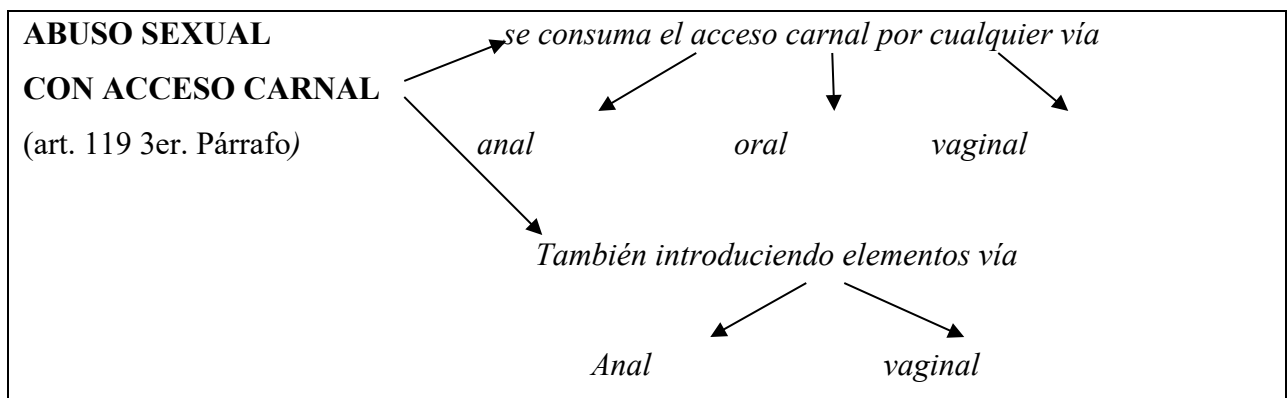 ABUSO SEXUAL se consuma el acceso carnal por cualquier vía
CON ACCESO CARNAL
(art. 119 3er. Párrafo) anal oral vaginal
También introduciendo elementos vía
Anal vaginal